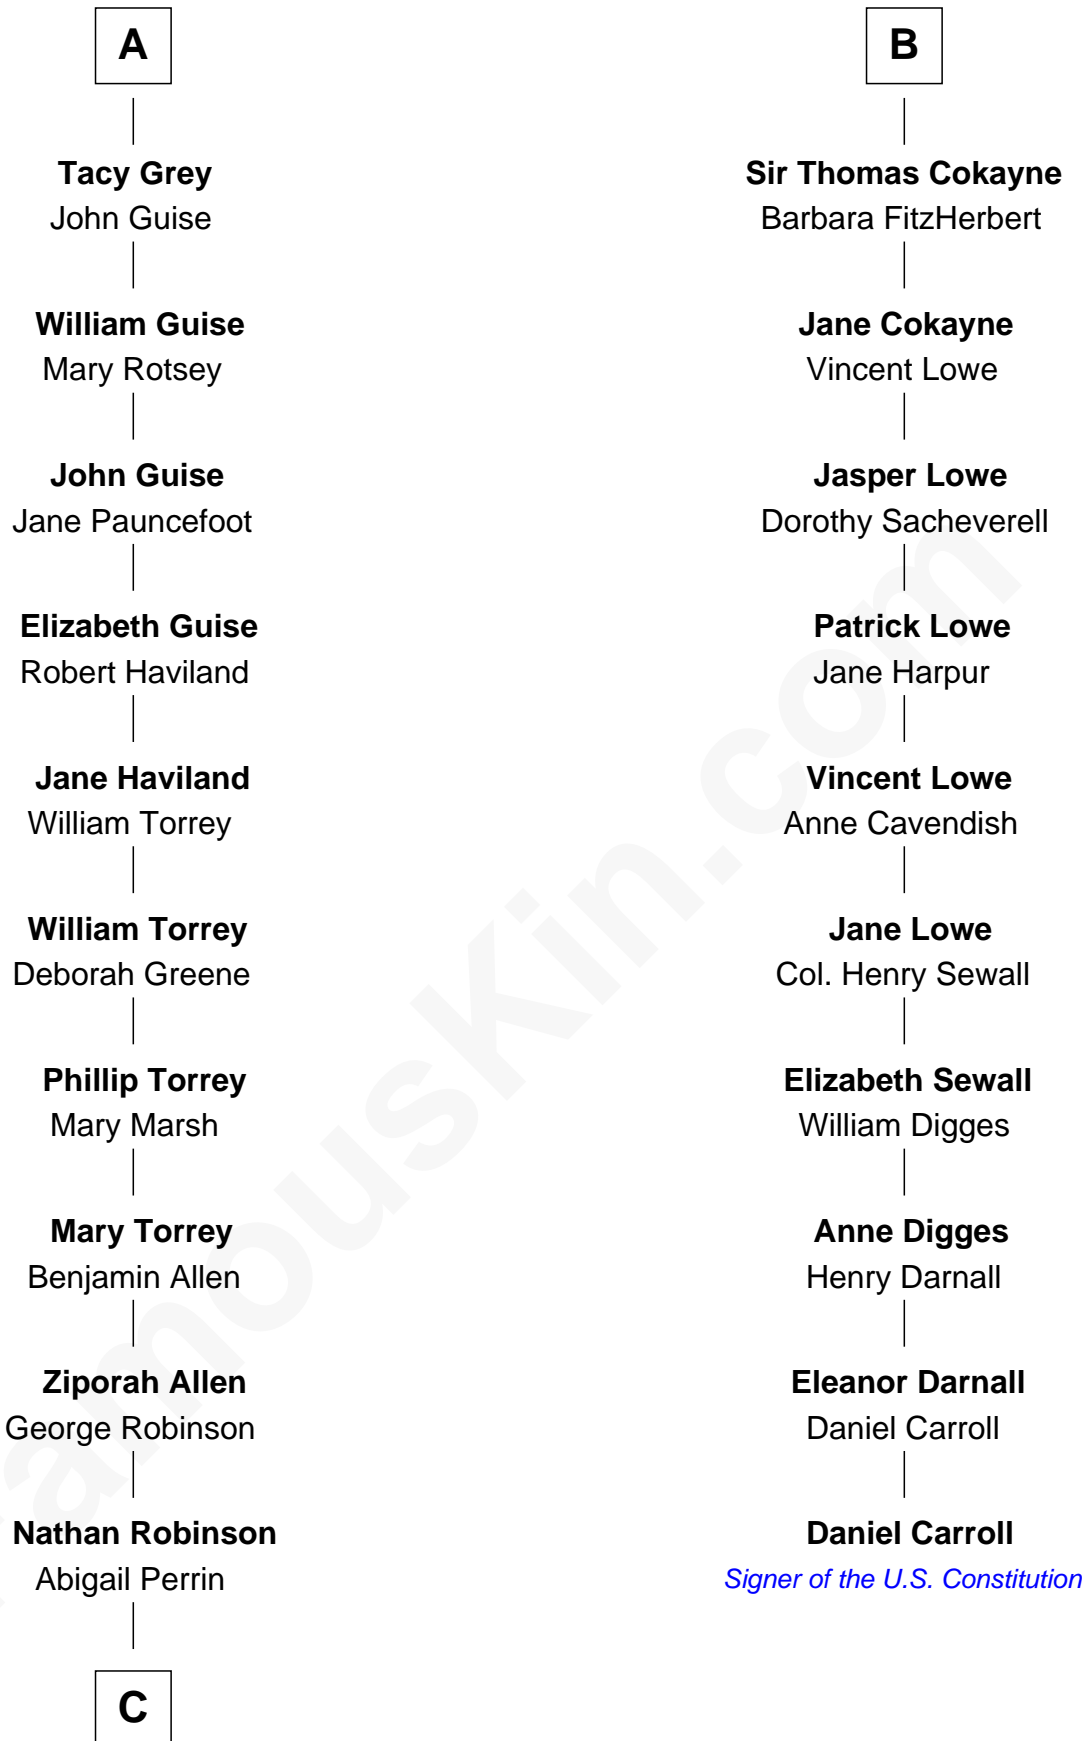 A
Tacy Grey
John Guise
William Guise
Mary Rotsey
John Guise
Jane Pauncefoot
Elizabeth Guise
Robert Haviland
Jane Haviland
William Torrey
William Torrey
Deborah Greene
Phillip Torrey
Mary Marsh
Mary Torrey
Benjamin Allen
Ziporah Allen
George Robinson
Nathan Robinson
Abigail Perrin
C
B
Sir Thomas Cokayne
Barbara FitzHerbert
Jane Cokayne
Vincent Lowe
Jasper Lowe
Dorothy Sacheverell
Patrick Lowe
Jane Harpur
Vincent Lowe
Anne Cavendish
Jane Lowe
Col. Henry Sewall
Elizabeth Sewall
William Digges
Anne Digges
Henry Darnall
Eleanor Darnall
Daniel Carroll
Daniel Carroll
Signer of the U.S. Constitution
FamousKin.com